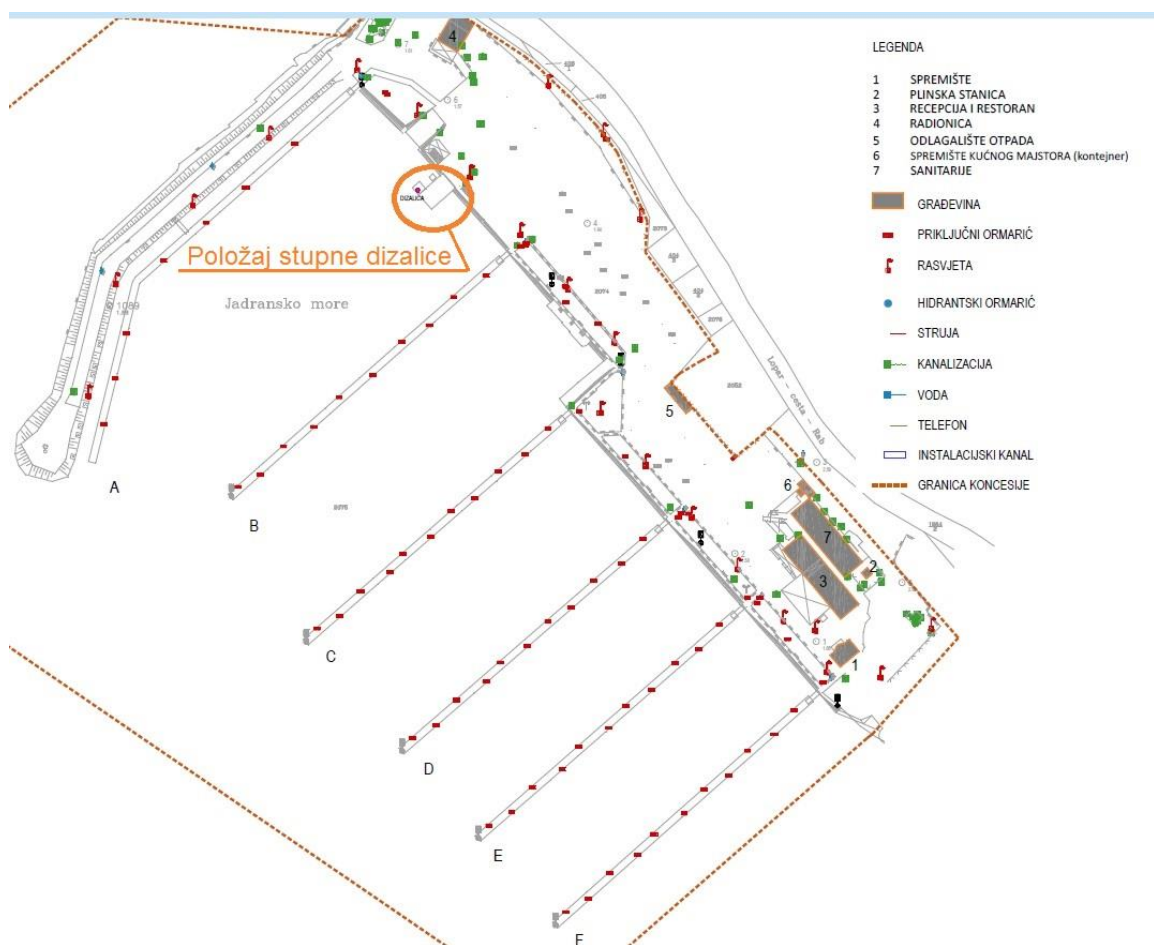 LEGENDA
1 SPREMIŠTE
2 PLINSKA STANICA
3 RECEPCIJA I RESTORAN
4 RADIONICA
5 ODLAGALIŠTE OTPADA
6 SPREMIŠTE KUĆNOG MAJSTORA (kontejner)
7 SANITARIJE
GRAĐEVINA
PRIKLJUČNI ORMARIĆ
RASVJETA
HIDRANTSKI ORMARIĆ
STRUJA
KANALIZACIJA
VODA
TELEFON
INSTALACIJSKI KANAL
GRANICA KONCESIJE
4
DIZALICA
Položaj stupne dizalice
Jadransko more
1089
2074
Lopar - cesta - Rab
5
6
7
2
3
1
A
B
C
D
E
F